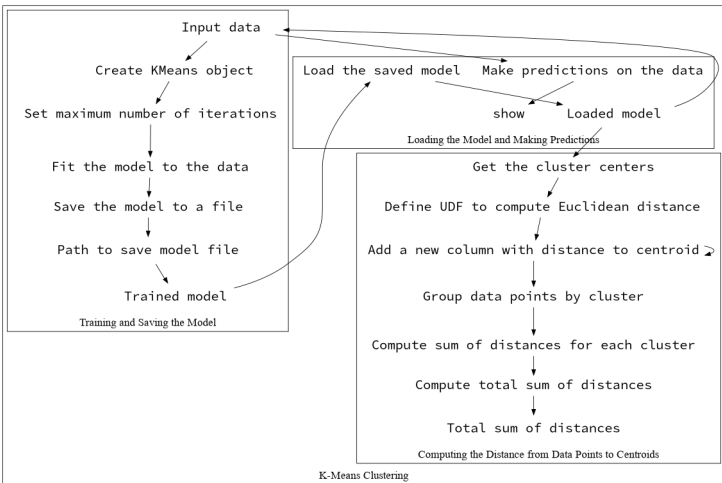 Input data
Create KMeans object
Set maximum number of iterations
Fit the model to the data
Save the model to a file
Path to save model file
Trained model
Training and Saving the Model
Load the saved model
Make predictions on the data
show
Loaded model
Loading the Model and Making Predictions
Get the cluster centers
Define UDF to compute Euclidean distance
Add a new column with distance to centroid
Group data points by cluster
Compute sum of distances for each cluster
Compute total sum of distances
Total sum of distances
Computing the Distance from Data Points to Centroids
K-Means Clustering